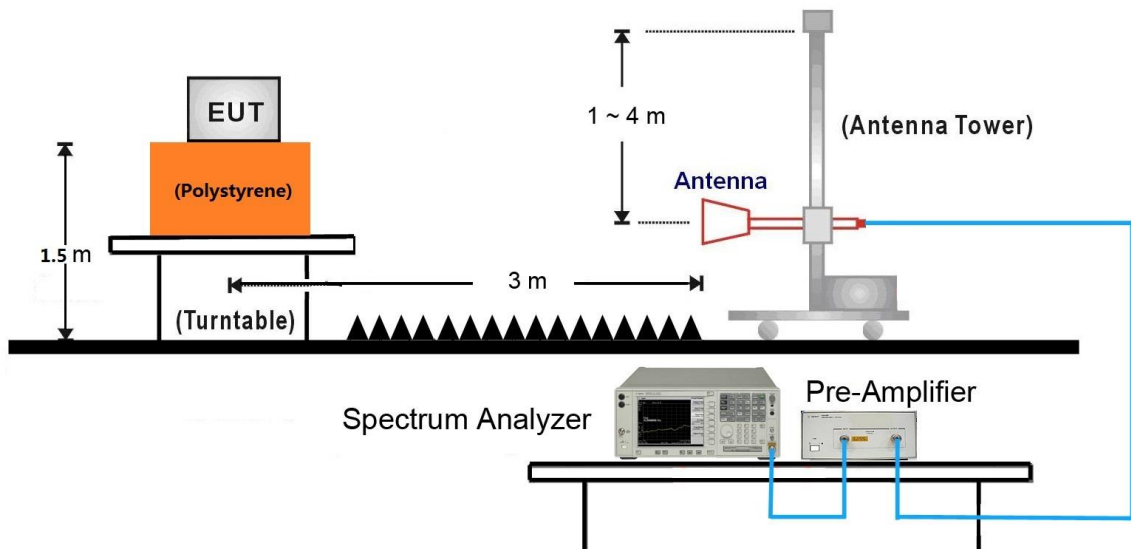 EUT
1 ~ 4 m
(Antenna Tower)
(Polystyrene)
Antenna
1.5 m
3 m
(Turntable)
Spectrum Analyzer
Pre-Amplifier